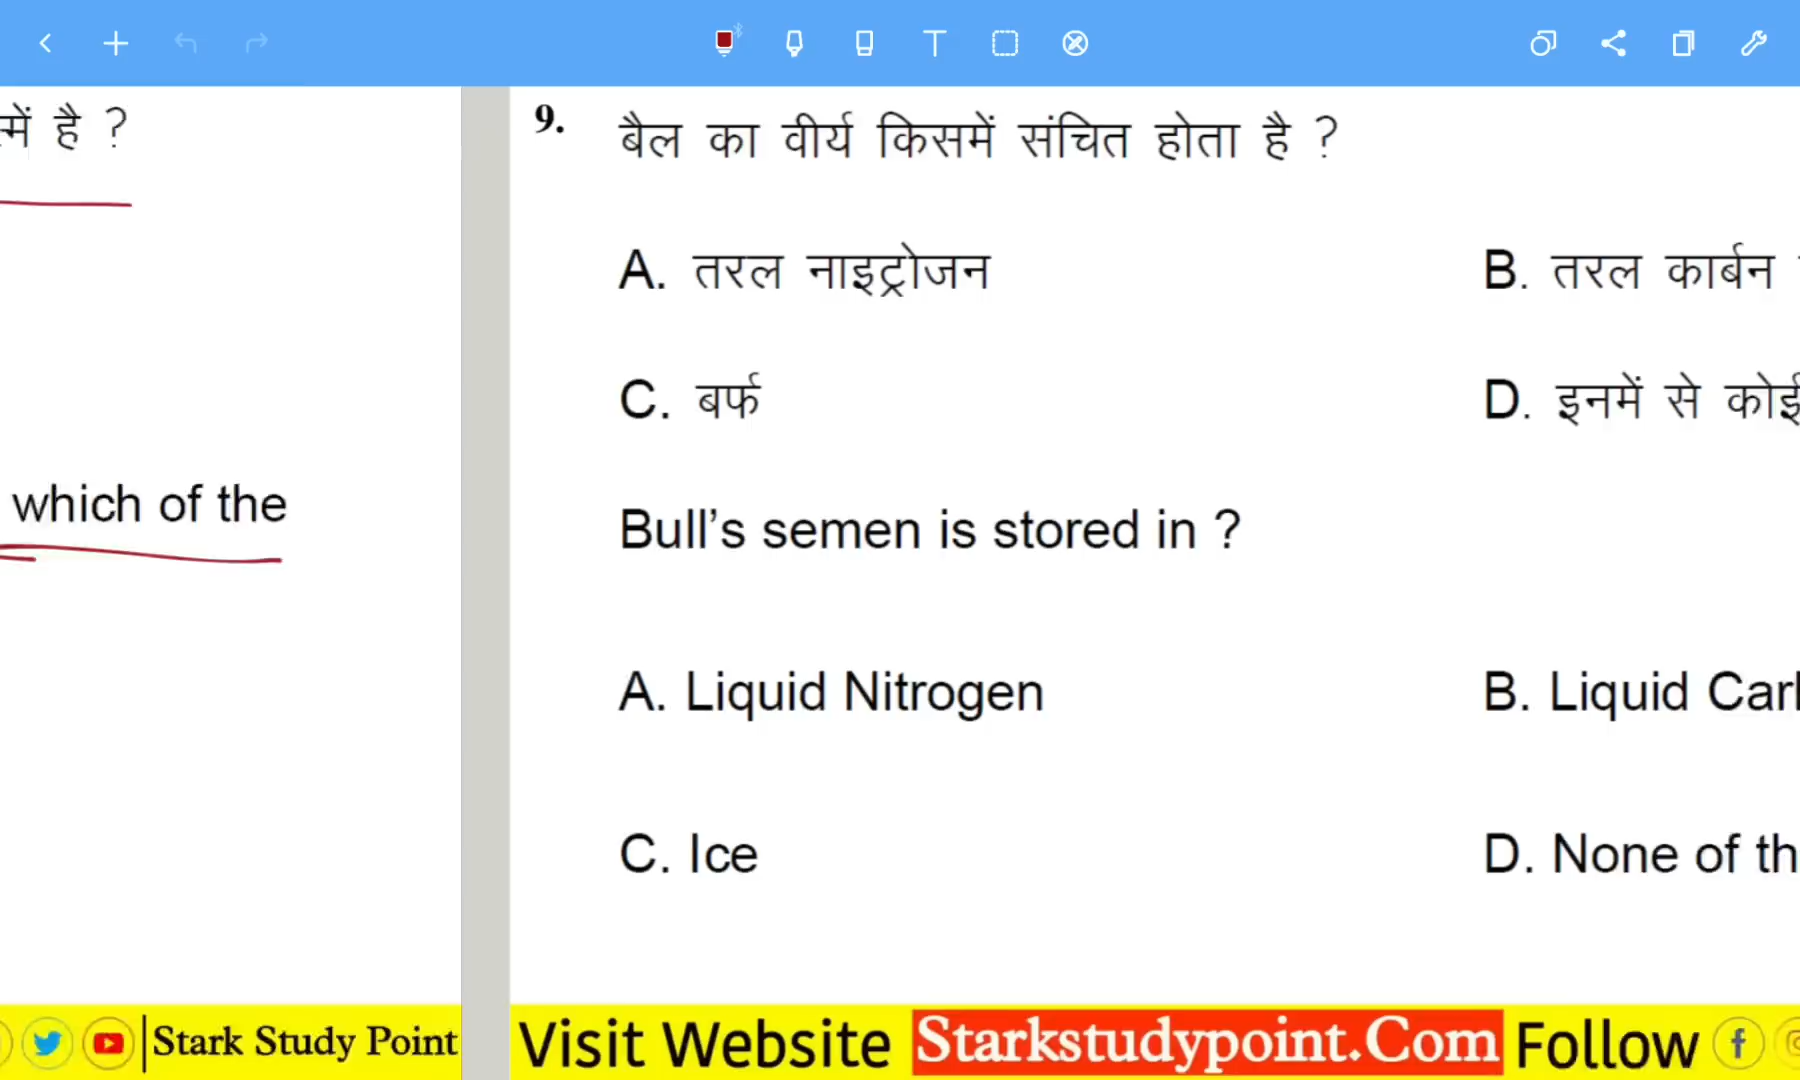 में है ?
which of the
9. बैल का वीर्य किसमें संचित होता है ?
A. तरल नाइट्रोजन
B. तरल कार्बन
C. बर्फ
D. इनमें से कोई
Bull's semen is stored in ?
A. Liquid Nitrogen
B. Liquid
C. Ice
D. None of
Stark Study Point
Visit Website Starkstudypoint.Com Follow